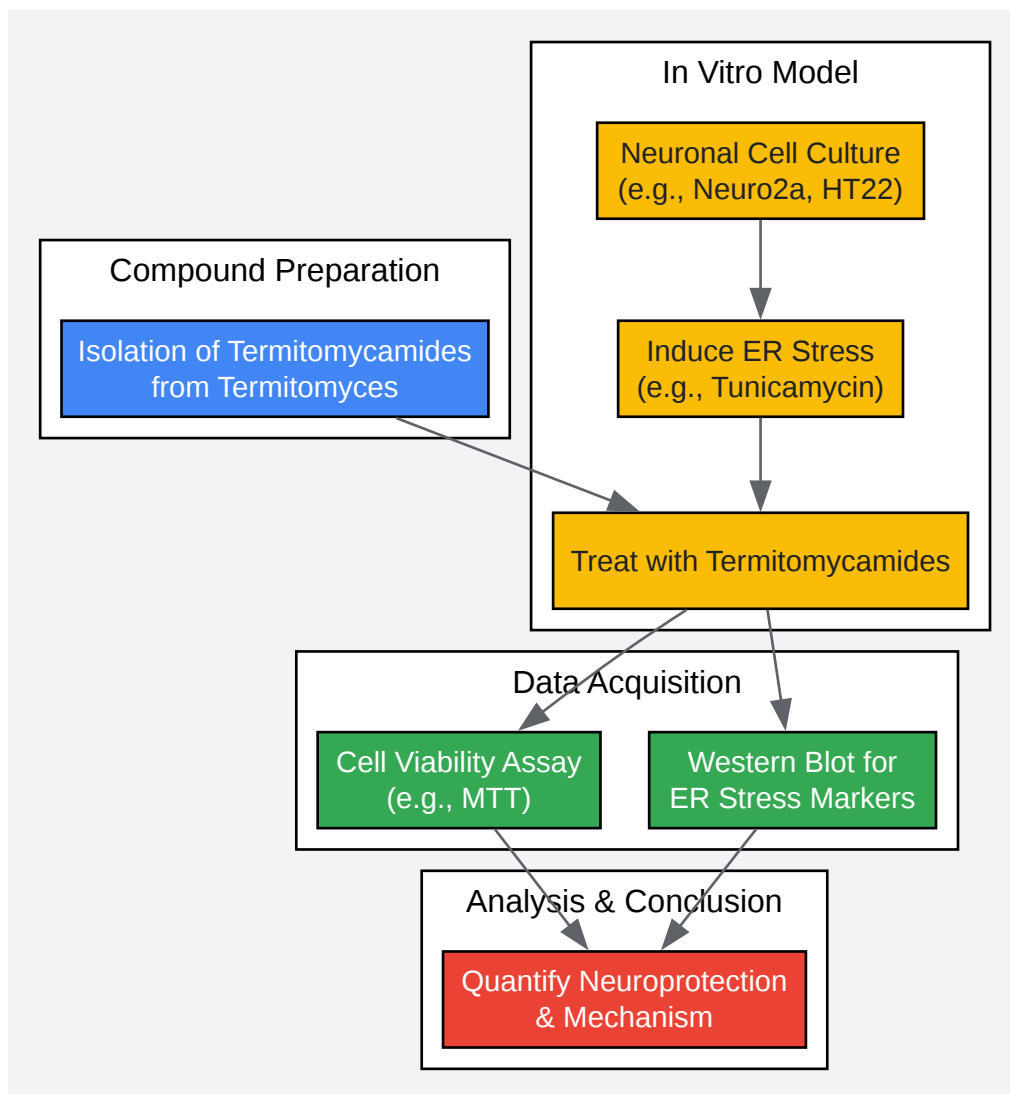 In Vitro Model
Neuronal Cell Culture
(e.g., Neuro2a, HT22)
Compound Preparation
Isolation of Termitomycamides
from Termitomyces
Induce ER Stress
(e.g., Tunicamycin)
Treat with Termitomycamides
Data Acquisition
Cell Viability Assay
(e.g., MTT)
Western Blot for
ER Stress Markers
Analysis & Conclusion
Quantify Neuroprotection
& Mechanism